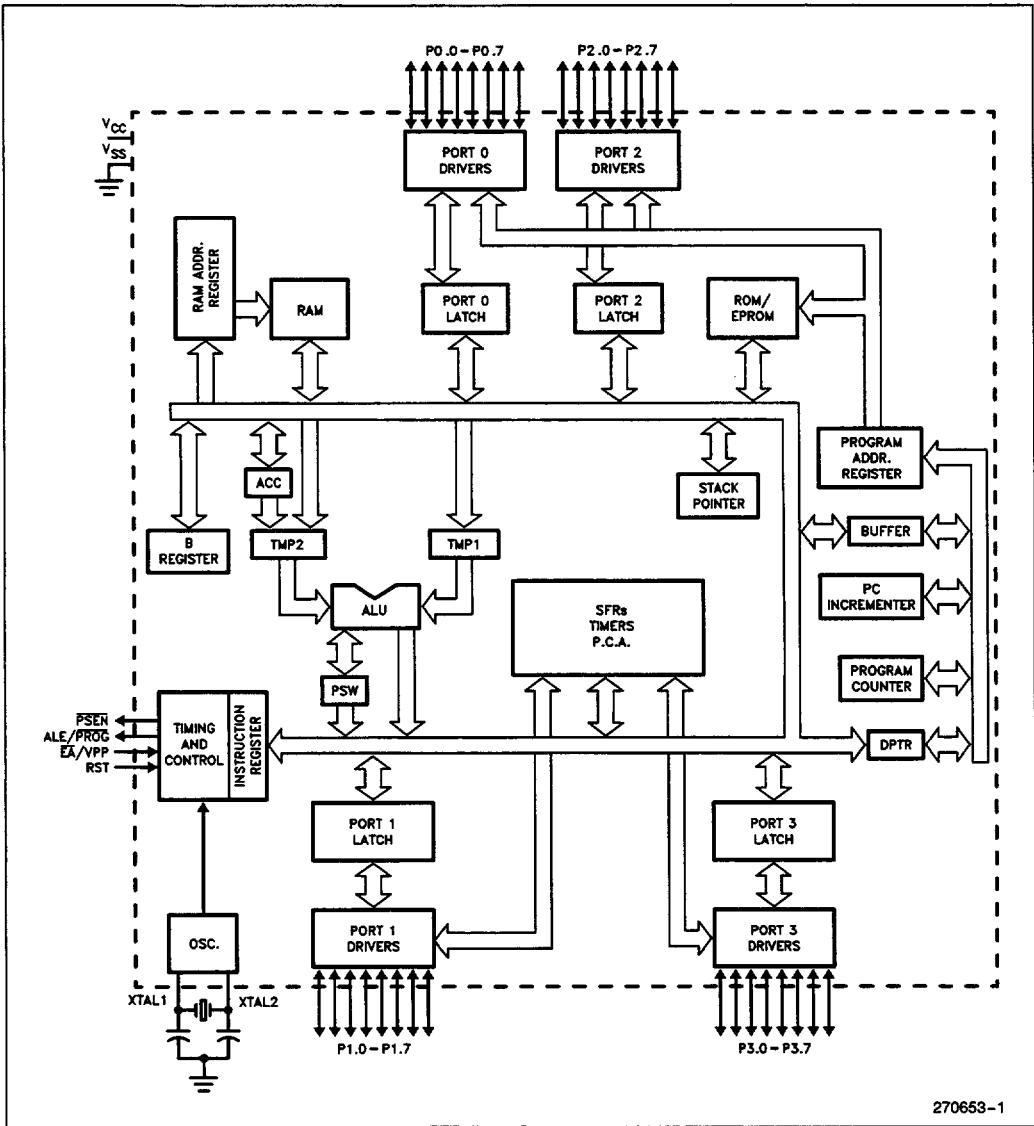 P0.0–P0.7
P2.0–P2.7
VCC
VSS
PORT 0
DRIVERS
PORT 2
DRIVERS
RAM ADDR.
REGISTER
RAM
PORT 0
LATCH
PORT 2
LATCH
ROM/
EPROM
PROGRAM
ADDR.
REGISTER
ACC
STACK
POINTER
B
REGISTER
TMP2
TMP1
BUFFER
ALU
SFRs
TIMERS
P.C.A.
PC
INCREMENTER
PSW
PROGRAM
COUNTER
PSEN
ALE/PROG
EA/VPP
RST
TIMING
AND
CONTROL
INSTRUCTION
REGISTER
DPTR
PORT 1
LATCH
PORT 3
LATCH
OSC.
PORT 1
DRIVERS
PORT 3
DRIVERS
XTAL1
XTAL2
P1.0–P1.7
P3.0–P3.7
270653–1